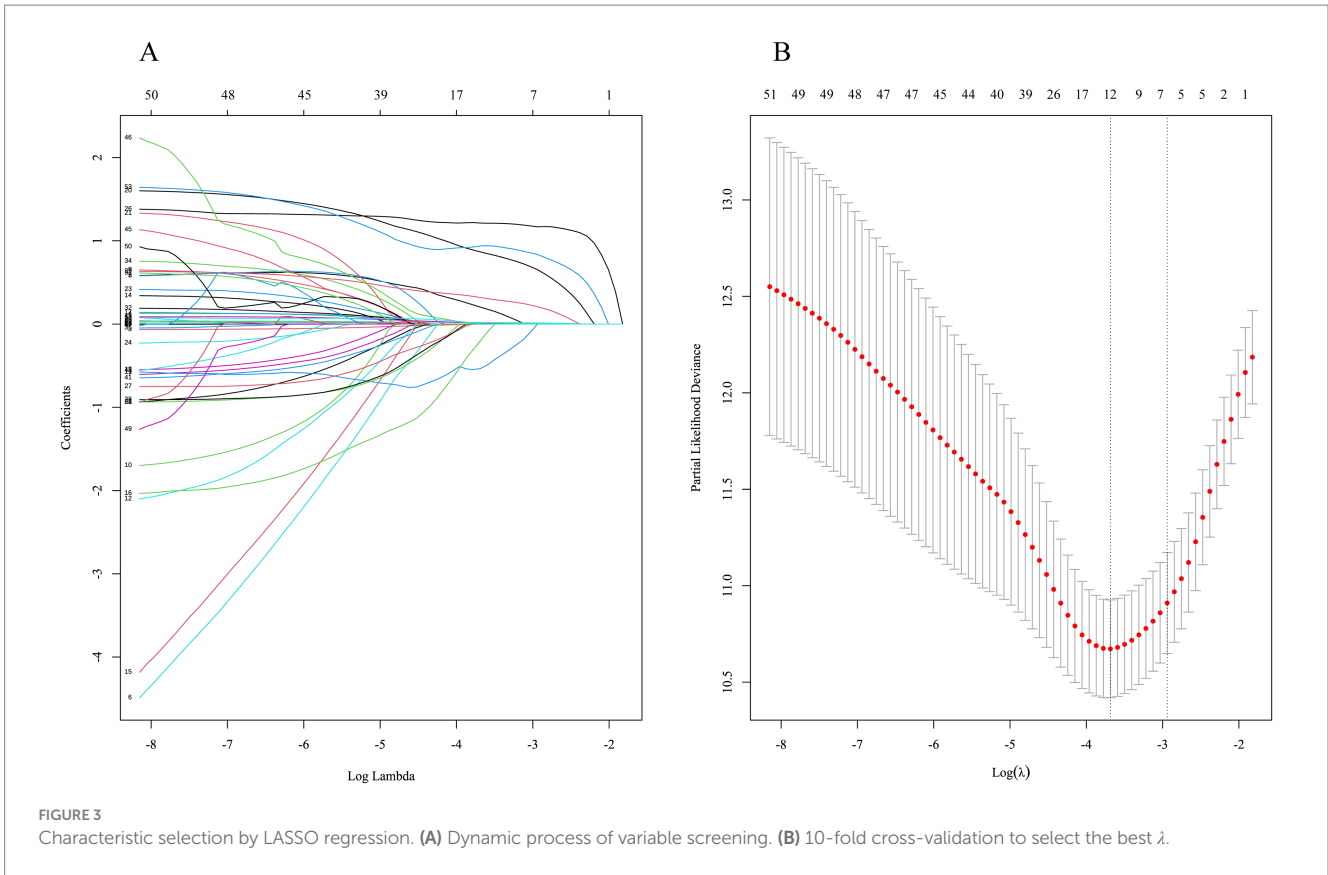 A
50 48 45 39 17 7 1
2
1
0
-1
-2
-3
-4
Coefficients
46
53
20
26
21
45
50
34
23
14
32
24
41
27
49
10
16
12
15
6
-8 -7 -6 -5 -4 -3 -2
Log Lambda
B
51 49 49 48 47 47 45 44 40 39 26 17 12 9 7 5 5 2 1
13.0
12.5
12.0
11.5
11.0
10.5
Partial Likelihood Deviance
-8 -7 -6 -5 -4 -3 -2
Log(λ)
FIGURE 3
Characteristic selection by LASSO regression. (A) Dynamic process of variable screening. (B) 10-fold cross-validation to select the best λ.